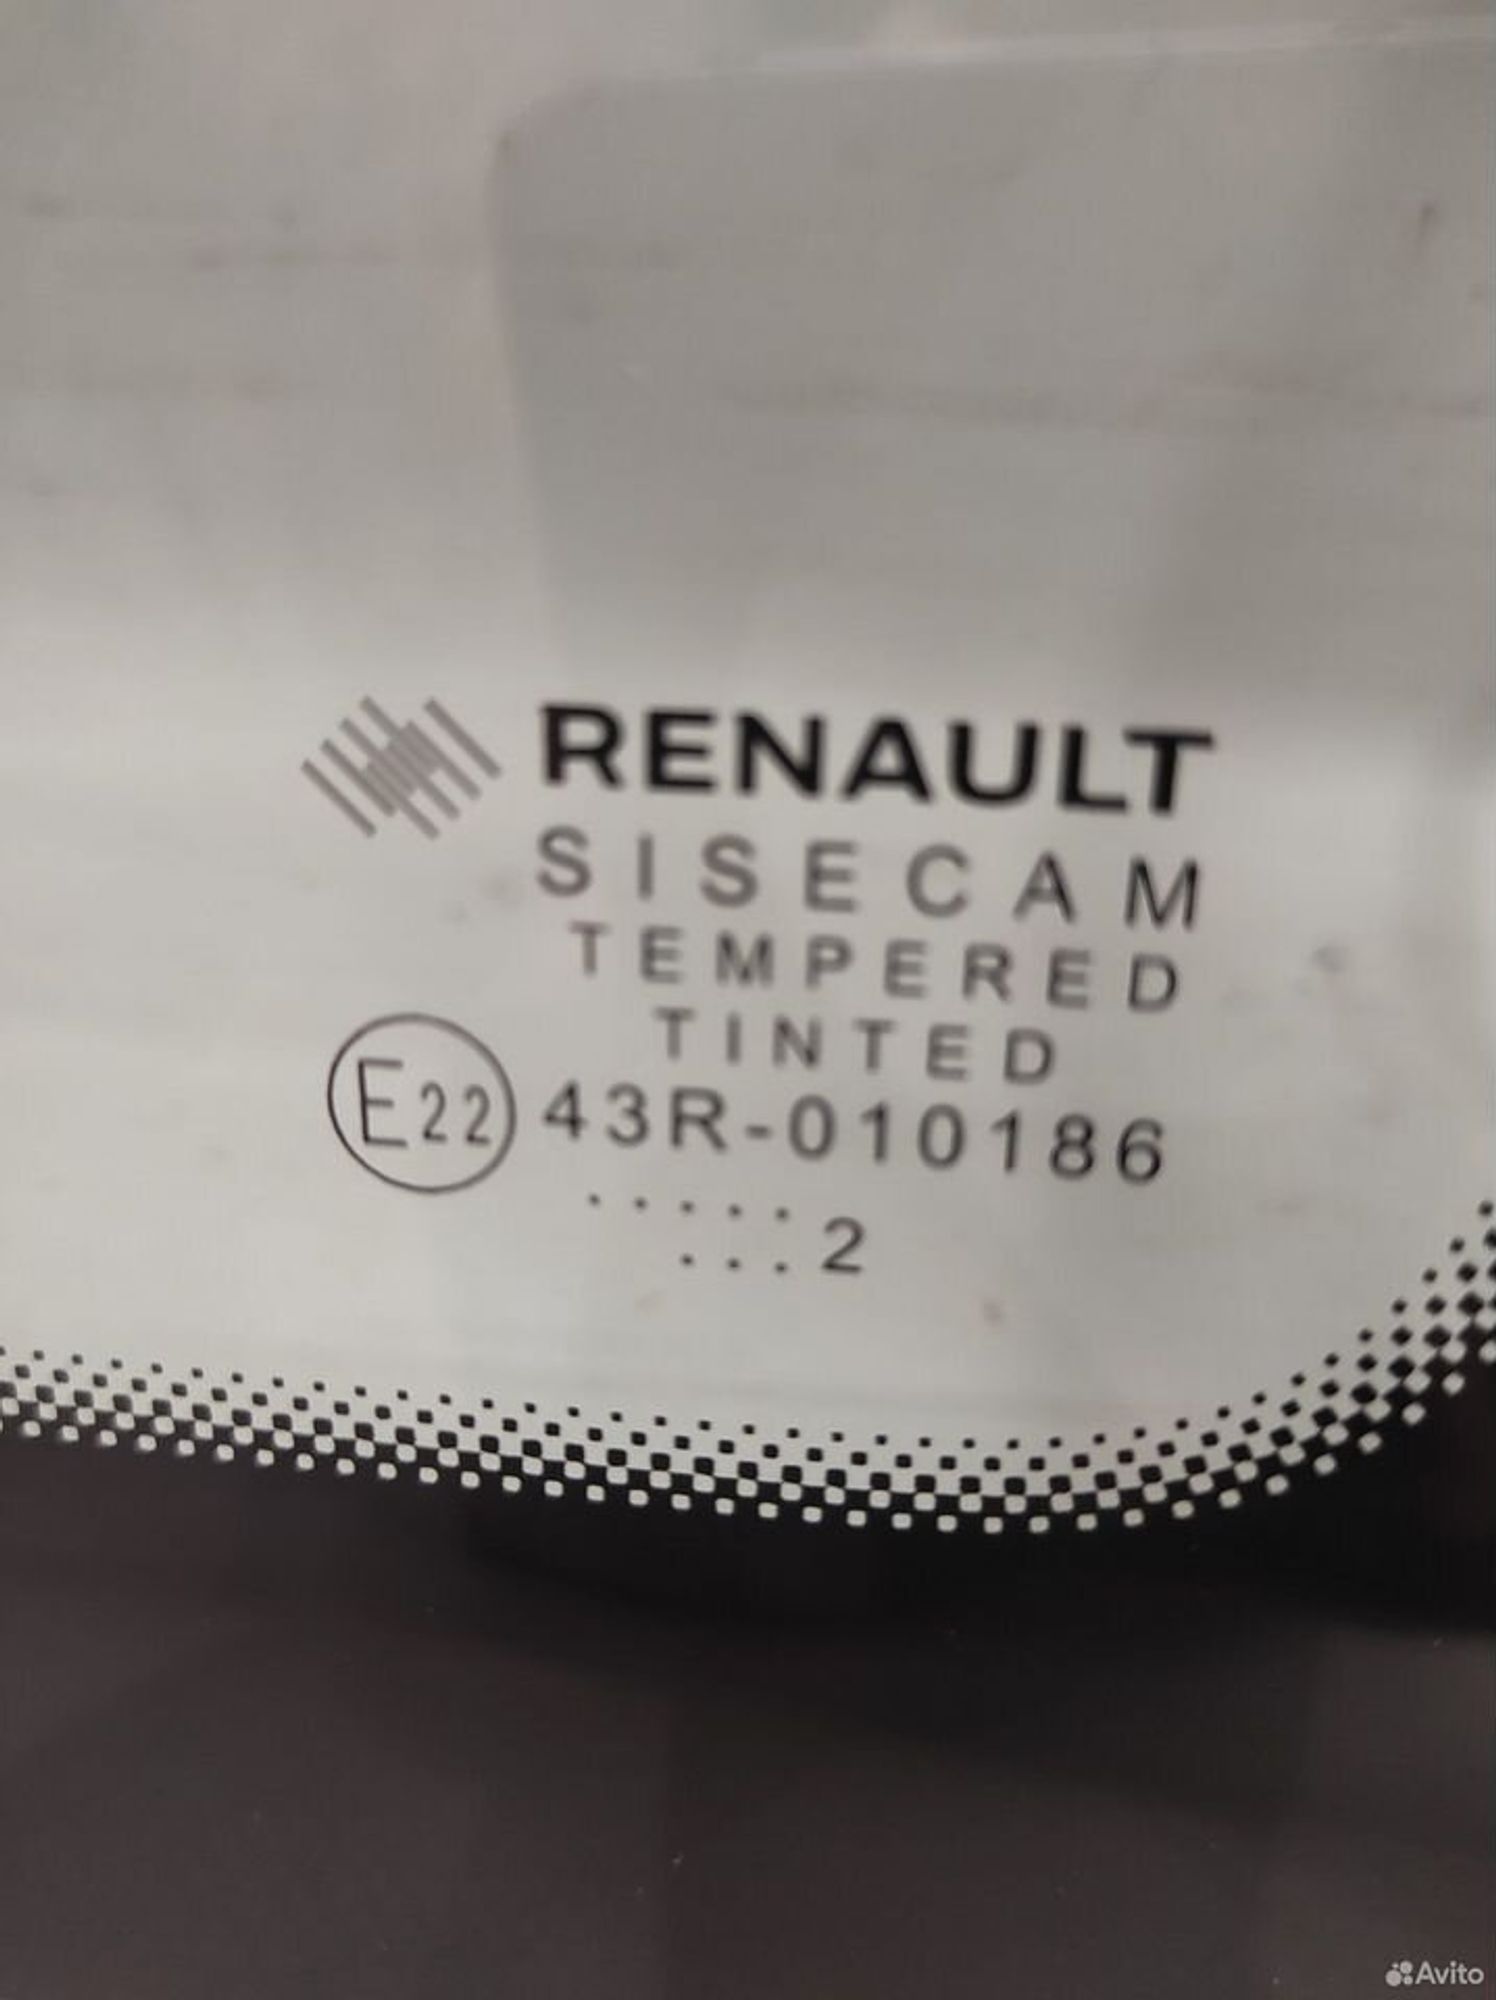 RENAULT
SISECAM
TEMPERED
TINTED
E22 43R-010186
.....2
...
Avito